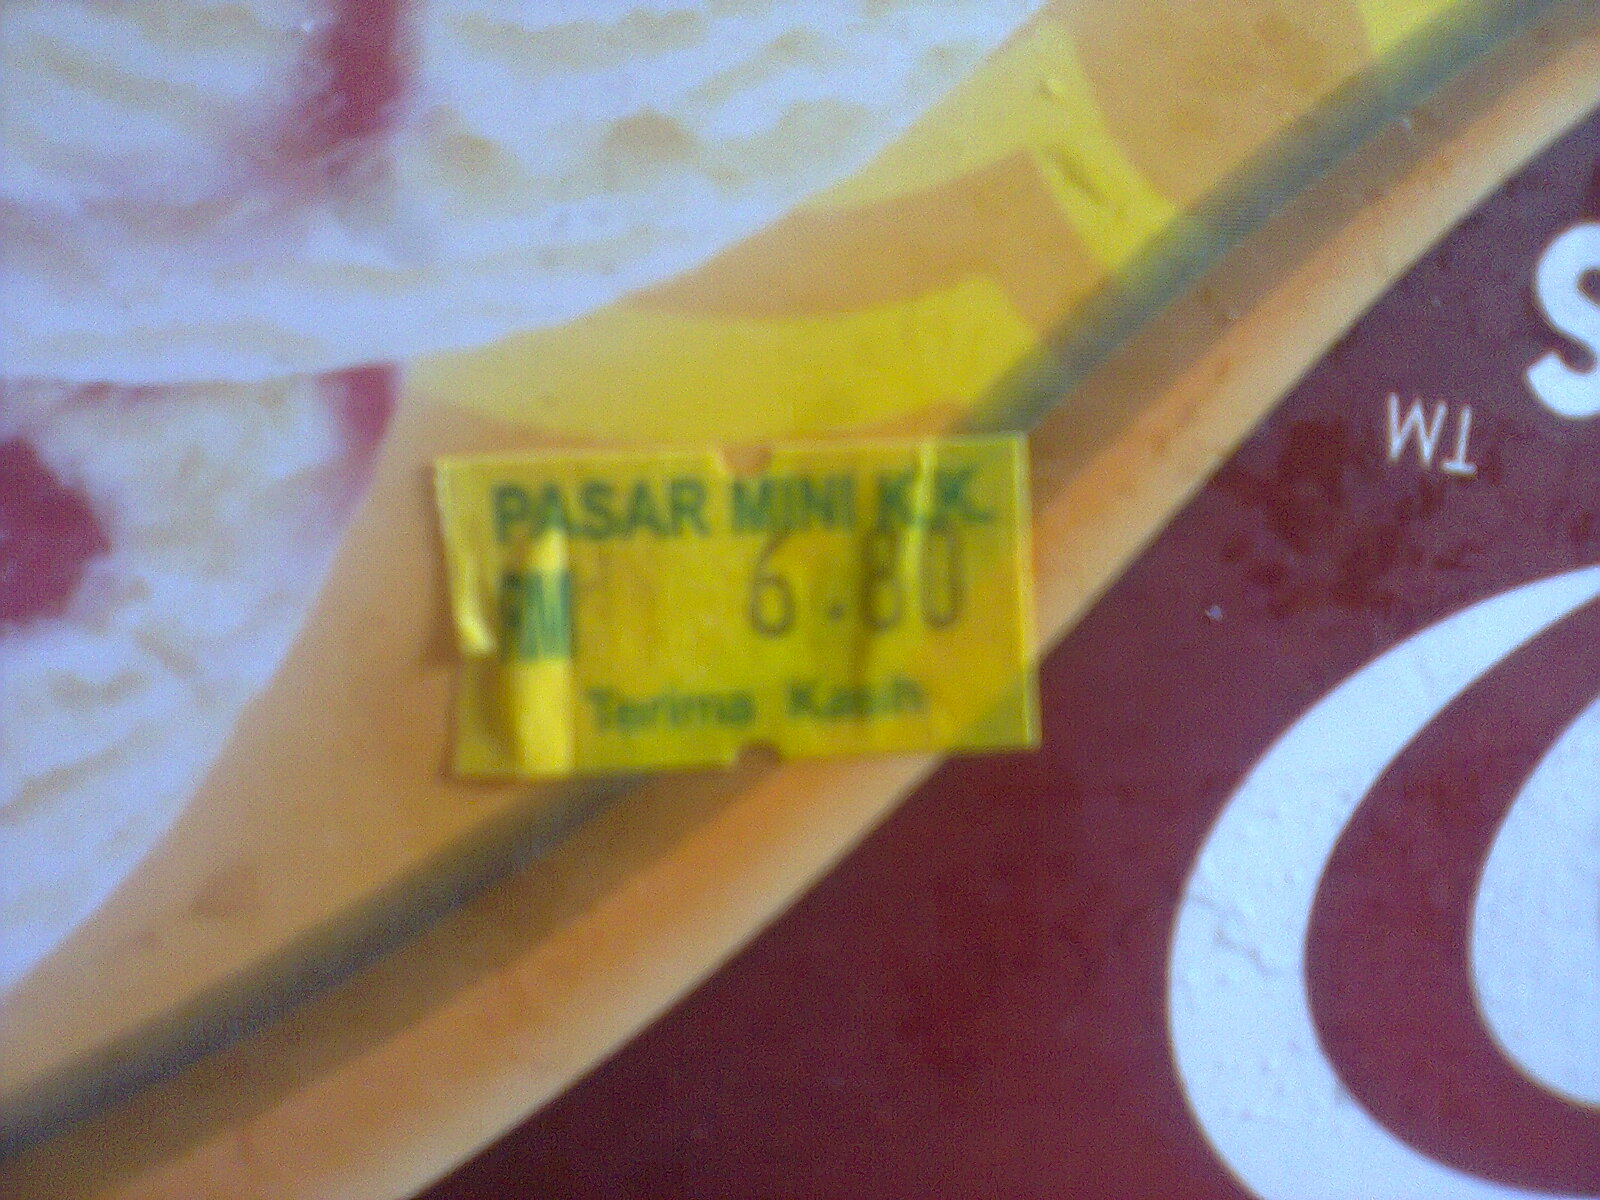 PASAR MINI K.K.
RM 6.80
Terima Kasih
TM
S